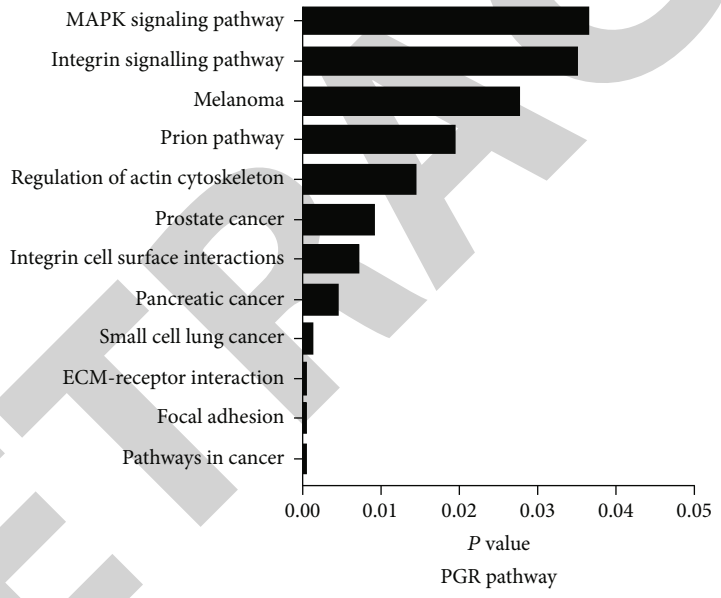 MAPK signaling pathway
Integrin signalling pathway
Melanoma
Prion pathway
Regulation of actin cytoskeleton
Prostate cancer
Integrin cell surface interactions
Pancreatic cancer
Small cell lung cancer
ECM-receptor interaction
Focal adhesion
Pathways in cancer
0.00 0.01 0.02 0.03 0.04 0.05
P value
PGR pathway